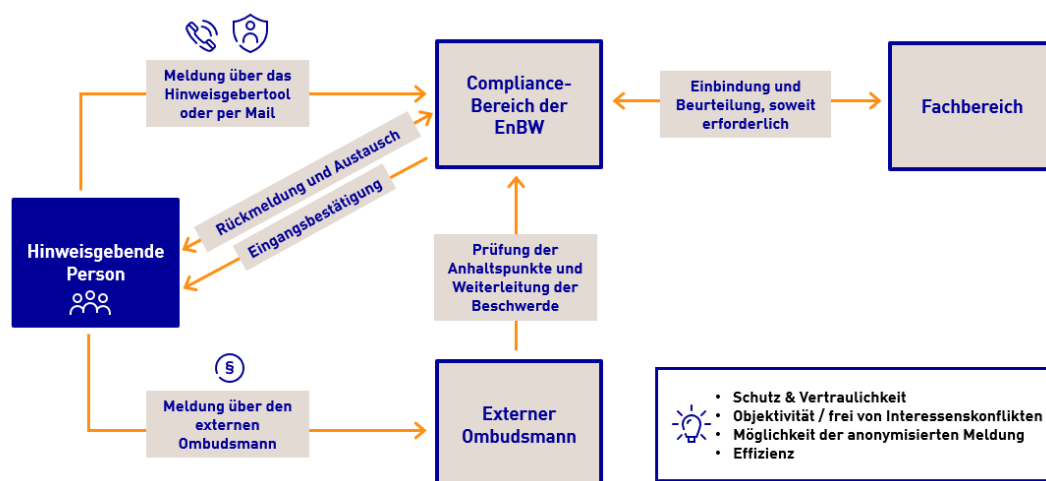 Meldung über das
Hinweisgebertool
oder per Mail
Compliance-
Bereich der
EnBW
Einbindung und
Beurteilung, soweit
erforderlich
Fachbereich
Rückmeldung und Austausch
Eingangsbestätigung
Hinweisgebende
Person
Prüfung der
Anhaltspunkte und
Weiterleitung der
Beschwerde
§
Meldung über den
externen
Ombudsmann
Externer
Ombudsmann
• Schutz & Vertraulichkeit
• Objektivität / frei von Interessenskonflikten
• Möglichkeit der anonymisierten Meldung
• Effizienz